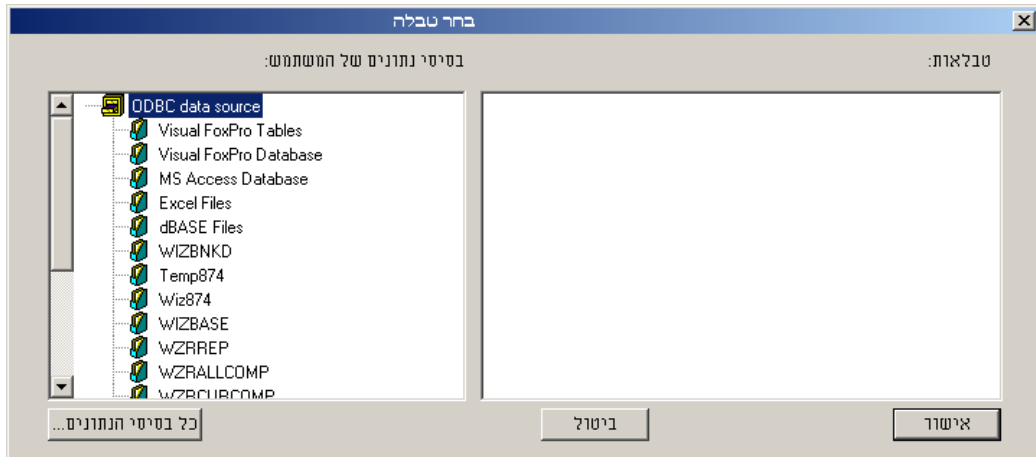 בחר טבלה
טבלאות:
בסיסי נתונים של המשתמש:
ODBC data source
Visual FoxPro Tables
Visual FoxPro Database
MS Access Database
Excel Files
dBASE Files
WIZBNKD
Temp874
Wiz874
WIZBASE
WZRREP
WZRALLCOMP
WZRCURCOMP
אישור
ביטול
כל בסיסי הנתונים...